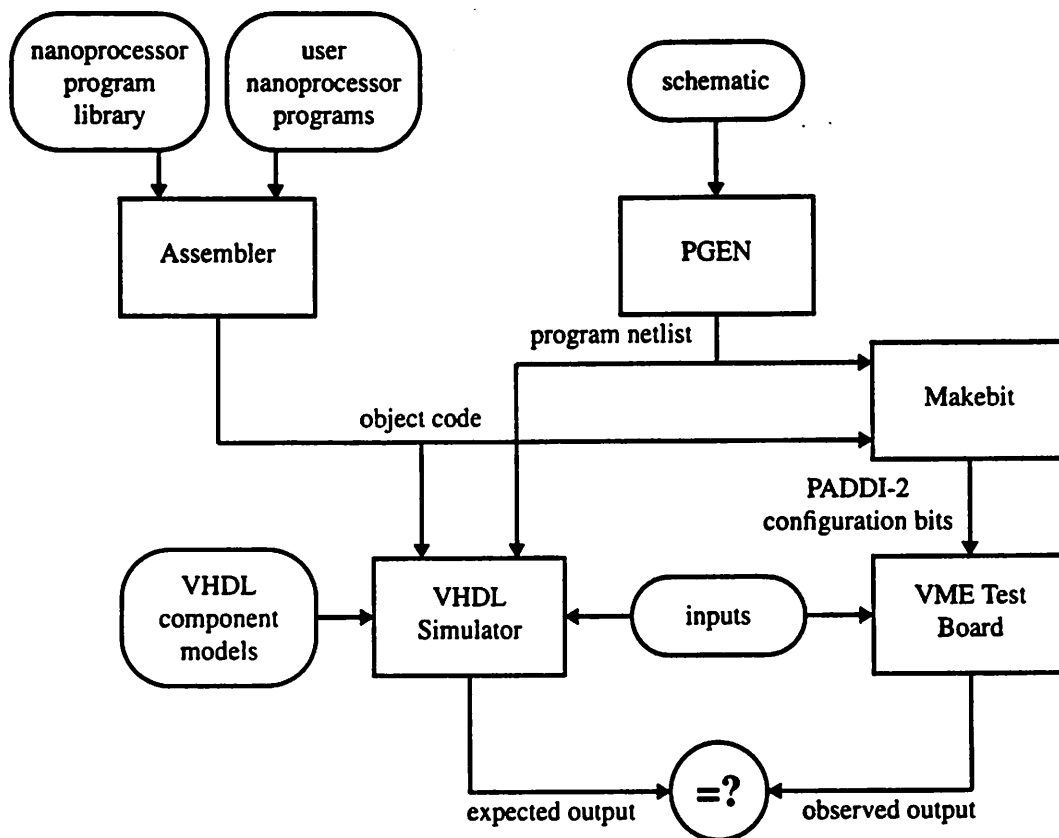 nanoprocessor
program
library
user
nanoprocessor
programs
schematic
Assembler
PGEN
program netlist
Makebit
object code
PADDI-2
configuration bits
VHDL
component
models
VHDL
Simulator
inputs
VME Test
Board
=?
expected output
observed output